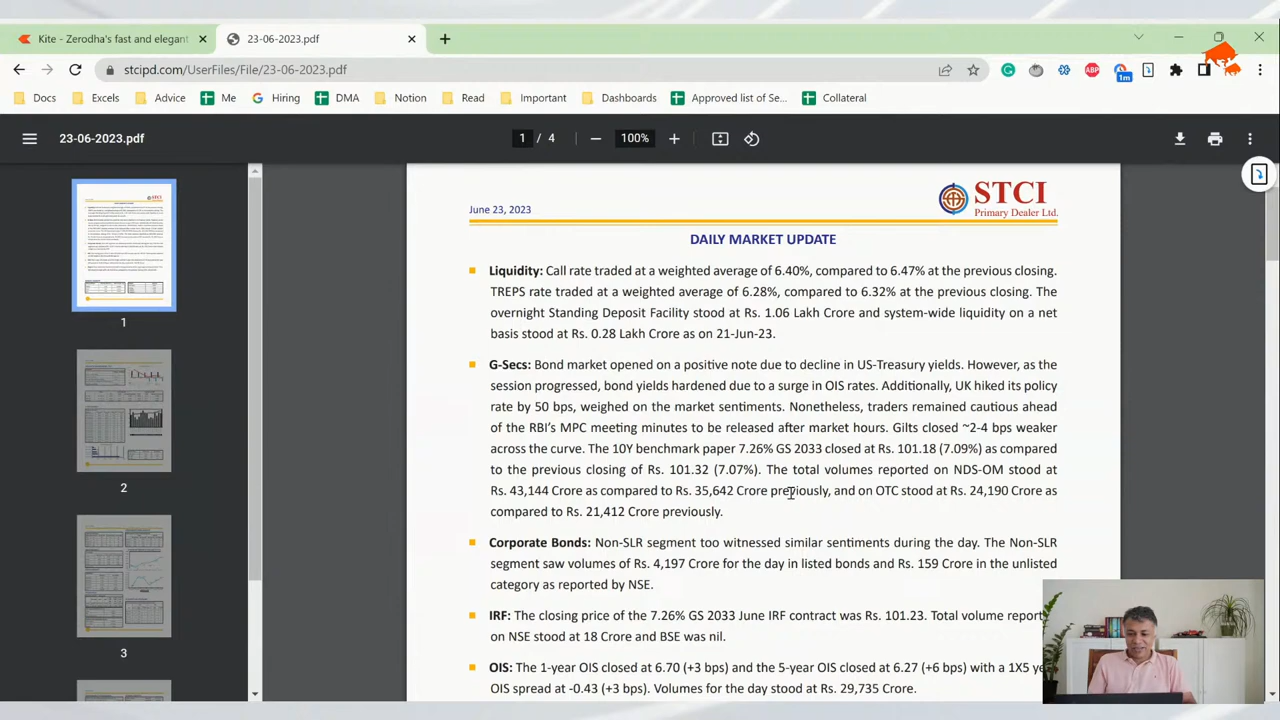 Kite - Zerodha's fast and elegant
23-06-2023.pdf
stcipd.com/UserFiles/File/23-06-2023.pdf
ABP
1m
Docs
Excels
Advice
Me
Hiring
DMA
Notion
Read
Important
Dashboards
Approved list of Se...
Collateral
23-06-2023.pdf
1 / 4
100%
1
2
3
June 23, 2023
STCI
Primary Dealer Ltd.
DAILY MARKET UPDATE
Liquidity: Call rate traded at a weighted average of 6.40%, compared to 6.47% at the previous closing.
TREPS rate traded at a weighted average of 6.28%, compared to 6.32% at the previous closing. The
overnight Standing Deposit Facility stood at Rs. 1.06 Lakh Crore and system-wide liquidity on a net
basis stood at Rs. 0.28 Lakh Crore as on 21-Jun-23.
G-Secs: Bond market opened on a positive note due to decline in US-Treasury yields. However, as the
session progressed, bond yields hardened due to a surge in OIS rates. Additionally, UK hiked its policy
rate by 50 bps, weighed on the market sentiments. Nonetheless, traders remained cautious ahead
of the RBI's MPC meeting minutes to be released after market hours. Gilts closed ~2-4 bps weaker
across the curve. The 10Y benchmark paper 7.26% GS 2033 closed at Rs. 101.18 (7.09%) as compared
to the previous closing of Rs. 101.32 (7.07%). The total volumes reported on NDS-OM stood at
Rs. 43,144 Crore as compared to Rs. 35,642 Crore previously, and on OTC stood at Rs. 24,190 Crore as
compared to Rs. 21,412 Crore previously.
Corporate Bonds: Non-SLR segment too witnessed similar sentiments during the day. The Non-SLR
segment saw volumes of Rs. 4,197 Crore for the day in listed bonds and Rs. 159 Crore in the unlisted
category as reported by NSE.
IRF: The closing price of the 7.26% GS 2033 June IRF contract was Rs. 101.23. Total volume report
on NSE stood at 18 Crore and BSE was nil.
OIS: The 1-year OIS closed at 6.70 (+3 bps) and the 5-year OIS closed at 6.27 (+6 bps) with a 1X5 ye
OIS spread at -0.43 (+3 bps). Volumes for the day stood at Rs. 29,735 Crore.